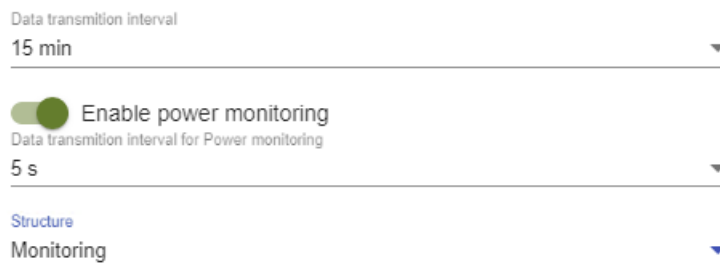 Data transmition interval
15 min
Enable power monitoring
Data transmition interval for Power monitoring
5 s
Structure
Monitoring